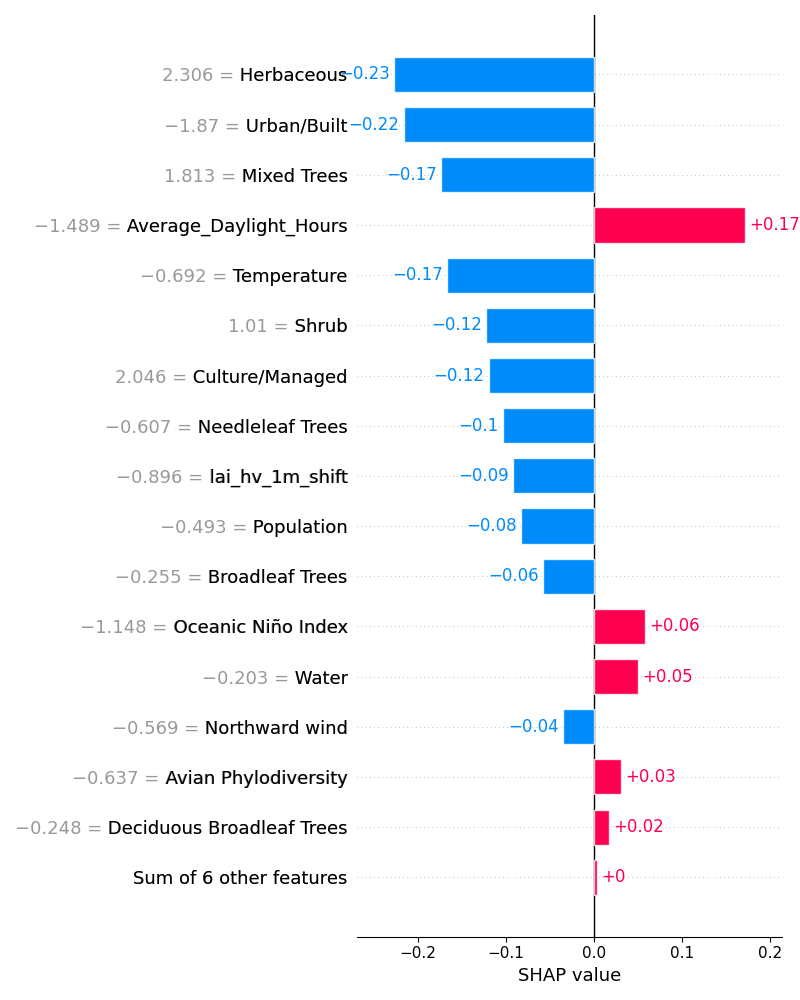 2.306 = Herbaceous −0.23
−1.87 = Urban/Built −0.22
1.813 = Mixed Trees −0.17
−1.489 = Average_Daylight_Hours +0.17
−0.692 = Temperature −0.17
1.01 = Shrub −0.12
2.046 = Culture/Managed −0.12
−0.607 = Needleleaf Trees −0.1
−0.896 = lai_hv_1m_shift −0.09
−0.493 = Population −0.08
−0.255 = Broadleaf Trees −0.06
−1.148 = Oceanic Niño Index +0.06
−0.203 = Water +0.05
−0.569 = Northward wind −0.04
−0.637 = Avian Phylodiversity +0.03
−0.248 = Deciduous Broadleaf Trees +0.02
Sum of 6 other features +0
−0.2 −0.1 0.0 0.1 0.2
SHAP value